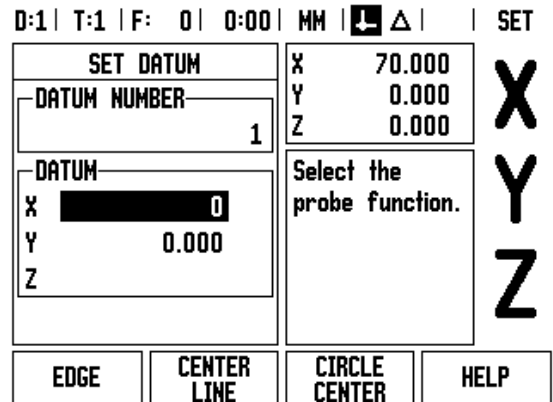 D:1 T:1 F: 0 0:00 MM Δ SET
SET DATUM
DATUM NUMBER
1
DATUM
X 0
Y 0.000
Z
X 70.000
Y 0.000
Z 0.000
Select the
probe function.
X
Y
Z
EDGE
CENTER
LINE
CIRCLE
CENTER
HELP